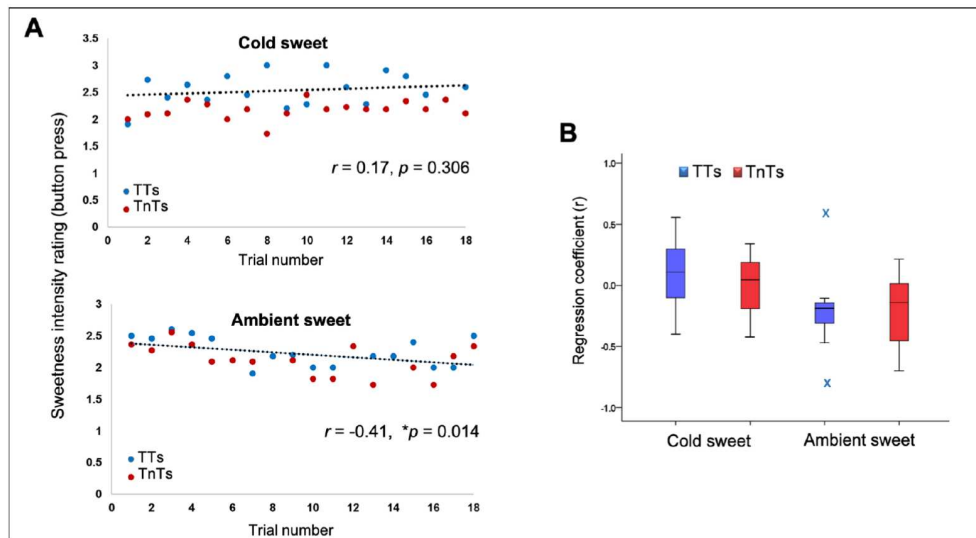 A
Sweetness intensity rating (button press)
Cold sweet
3.5
3
2.5
2
1.5
1
0.5
0
r = 0.17, p = 0.306
TTs
TnTs
0 2 4 6 8 10 12 14 16 18
Trial number
Ambient sweet
3
2.5
2
1.5
1
0.5
0
r = -0.41, *p = 0.014
TTs
TnTs
0 2 4 6 8 10 12 14 16 18
Trial number
B
Regression coefficient (r)
TTs TnTs
1.0
0.5
0.0
-0.5
-1.0
x
x
Cold sweet Ambient sweet